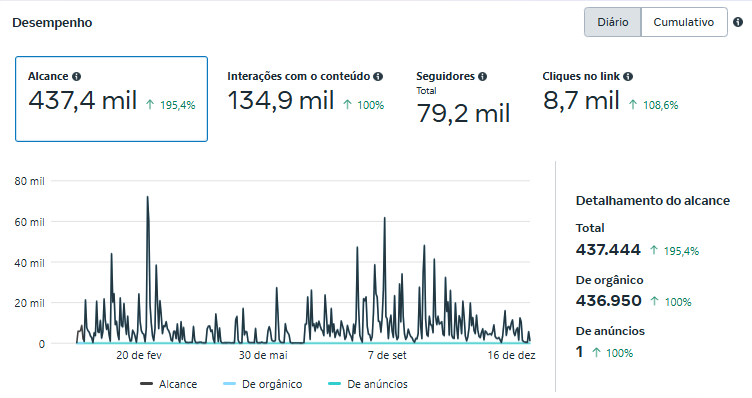 Desempenho
Diário Cumulativo
Alcance
437,4 mil ↑ 195,4%
Interações com o conteúdo
134,9 mil ↑ 100%
Seguidores
Total
79,2 mil
Cliques no link
8,7 mil ↑ 108,6%
80 mil
60 mil
40 mil
20 mil
0
20 de fev 30 de mai 7 de set 16 de dez
Alcance De orgânico De anúncios
Detalhamento do alcance
Total
437.444 ↑ 195,4%
De orgânico
436.950 ↑ 100%
De anúncios
1 ↑ 100%